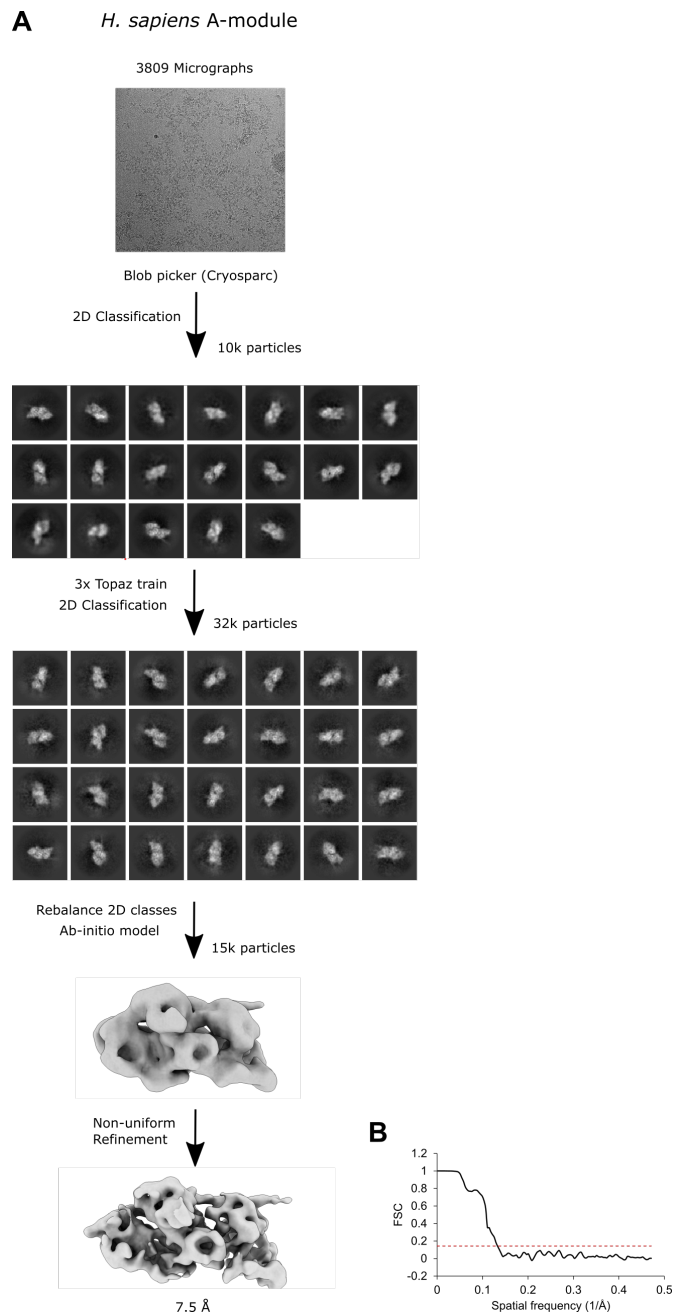 A
H. sapiens A-module
3809 Micrographs
Blob picker (Cryosparc)
2D Classification
10k particles
3x Topaz train
2D Classification
32k particles
Rebalance 2D classes
Ab-initio model
15k particles
Non-uniform
Refinement
7.5 Å
B
1.2
1
0.8
0.6
0.4
0.2
0
-0.2
FSC
0
0.1
0.2
0.3
0.4
0.5
Spatial frequency (1/Å)